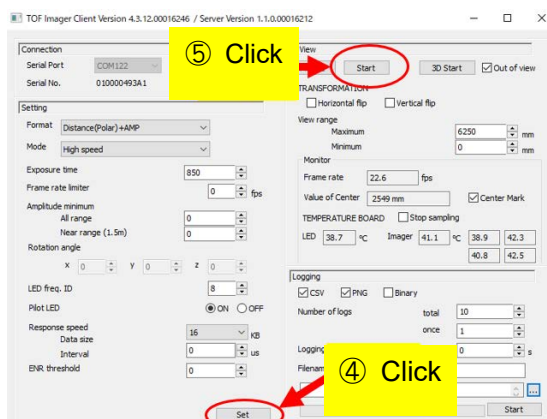 TOF Imager Client Version 4.3.12.00016246 / Server Version 1.1.0.00016212
Connection
Serial Port COM122
Serial No. 010000493A1
Setting
Format Distance(Polar)+AMP
Mode High speed
Exposure time 850
Frame rate limiter 0 fps
Amplitude minimum
All range 0
Near range (1.5m) 0
Rotation angle
x 0 y 0 z 0
LED freq. ID 8
Pilot LED ON OFF
Response speed
Data size 16 KB
Interval 0 us
ENR threshold 0
Set
⑤ Click
View
Start 3D Start Out of view
TRANSFORMATION
Horizontal flip Vertical flip
View range
Maximum 6250 mm
Minimum 0 mm
Monitor
Frame rate 22.6 fps
Value of Center 2549 mm Center Mark
TEMPERATURE BOARD Stop sampling
LED 38.7 ℃ Imager 41.1 ℃ 38.9 42.3
40.8 42.5
Logging
CSV PNG Binary
Number of logs total 10
once 1
Logging 0 s
Filenam
④ Click
...
Start